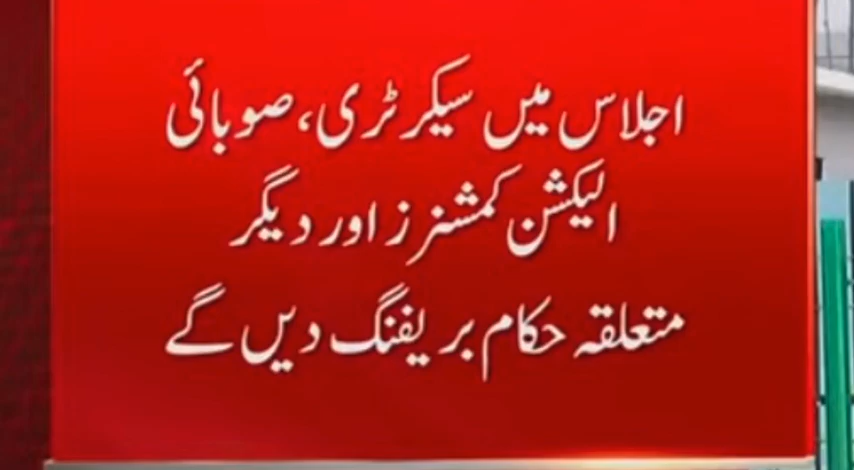 اجلاس میں سیکرٹری، صوبائی
الیکشن کمشنرز اور دیگر
متعلقہ حکام بریفنگ دیں گے